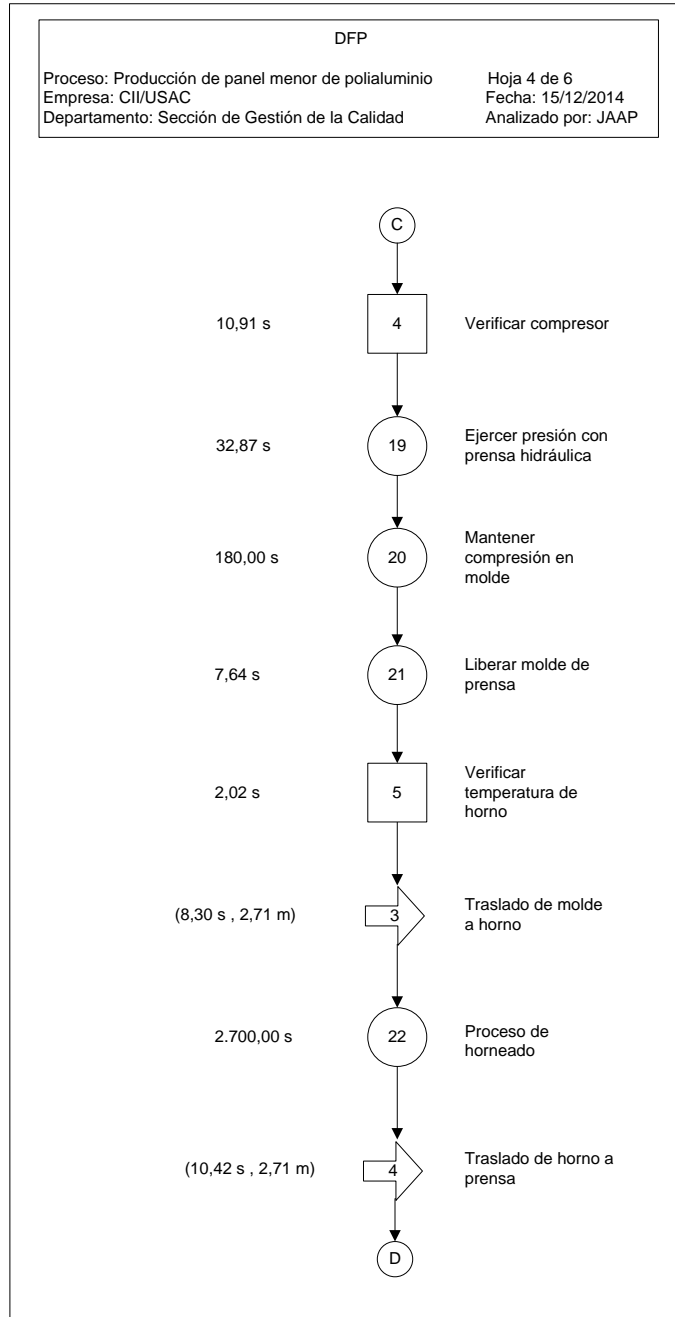 DFP
Proceso: Producción de panel menor de polialuminio Hoja 4 de 6
Empresa: CII/USAC Fecha: 15/12/2014
Departamento: Sección de Gestión de la Calidad Analizado por: JAAP
C
10,91 s 4 Verificar compresor
32,87 s 19 Ejercer presión con
prensa hidráulica
180,00 s 20 Mantener
compresión en
molde
7,64 s 21 Liberar molde de
prensa
2,02 s 5 Verificar
temperatura de
horno
(8,30 s , 2,71 m) 3 Traslado de molde
a horno
2.700,00 s 22 Proceso de
horneado
(10,42 s , 2,71 m) 4 Traslado de horno a
prensa
D